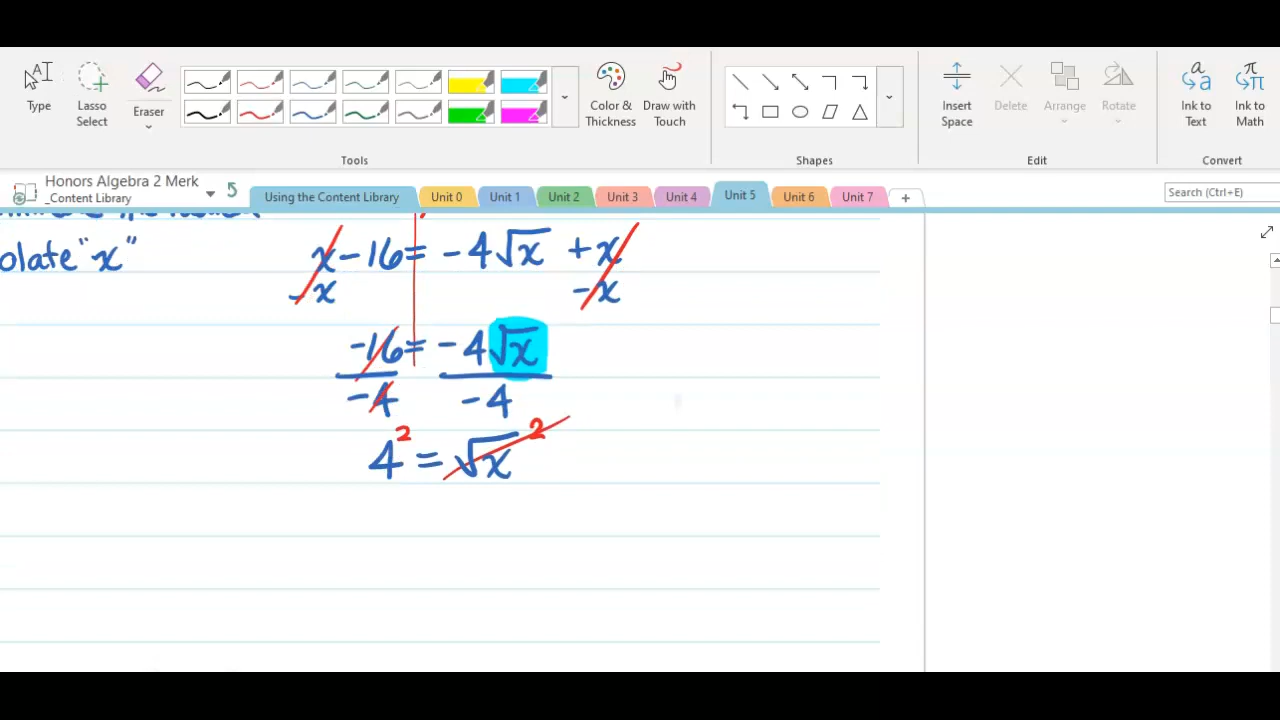 Type
Lasso Select
Eraser
Color & Thickness
Draw with Touch
Insert Space
Delete
Arrange
Rotate
Ink to Text
Ink to Math
Tools
Shapes
Edit
Convert
Honors Algebra 2 Merk
_Content Library
Using the Content Library
Unit 0
Unit 1
Unit 2
Unit 3
Unit 4
Unit 5
Unit 6
Unit 7
+
Search (Ctrl+E)
olate "x"
x - 16 = -4√x + x
- x - x
-16 = -4√x
-4 -4
4² = √x²